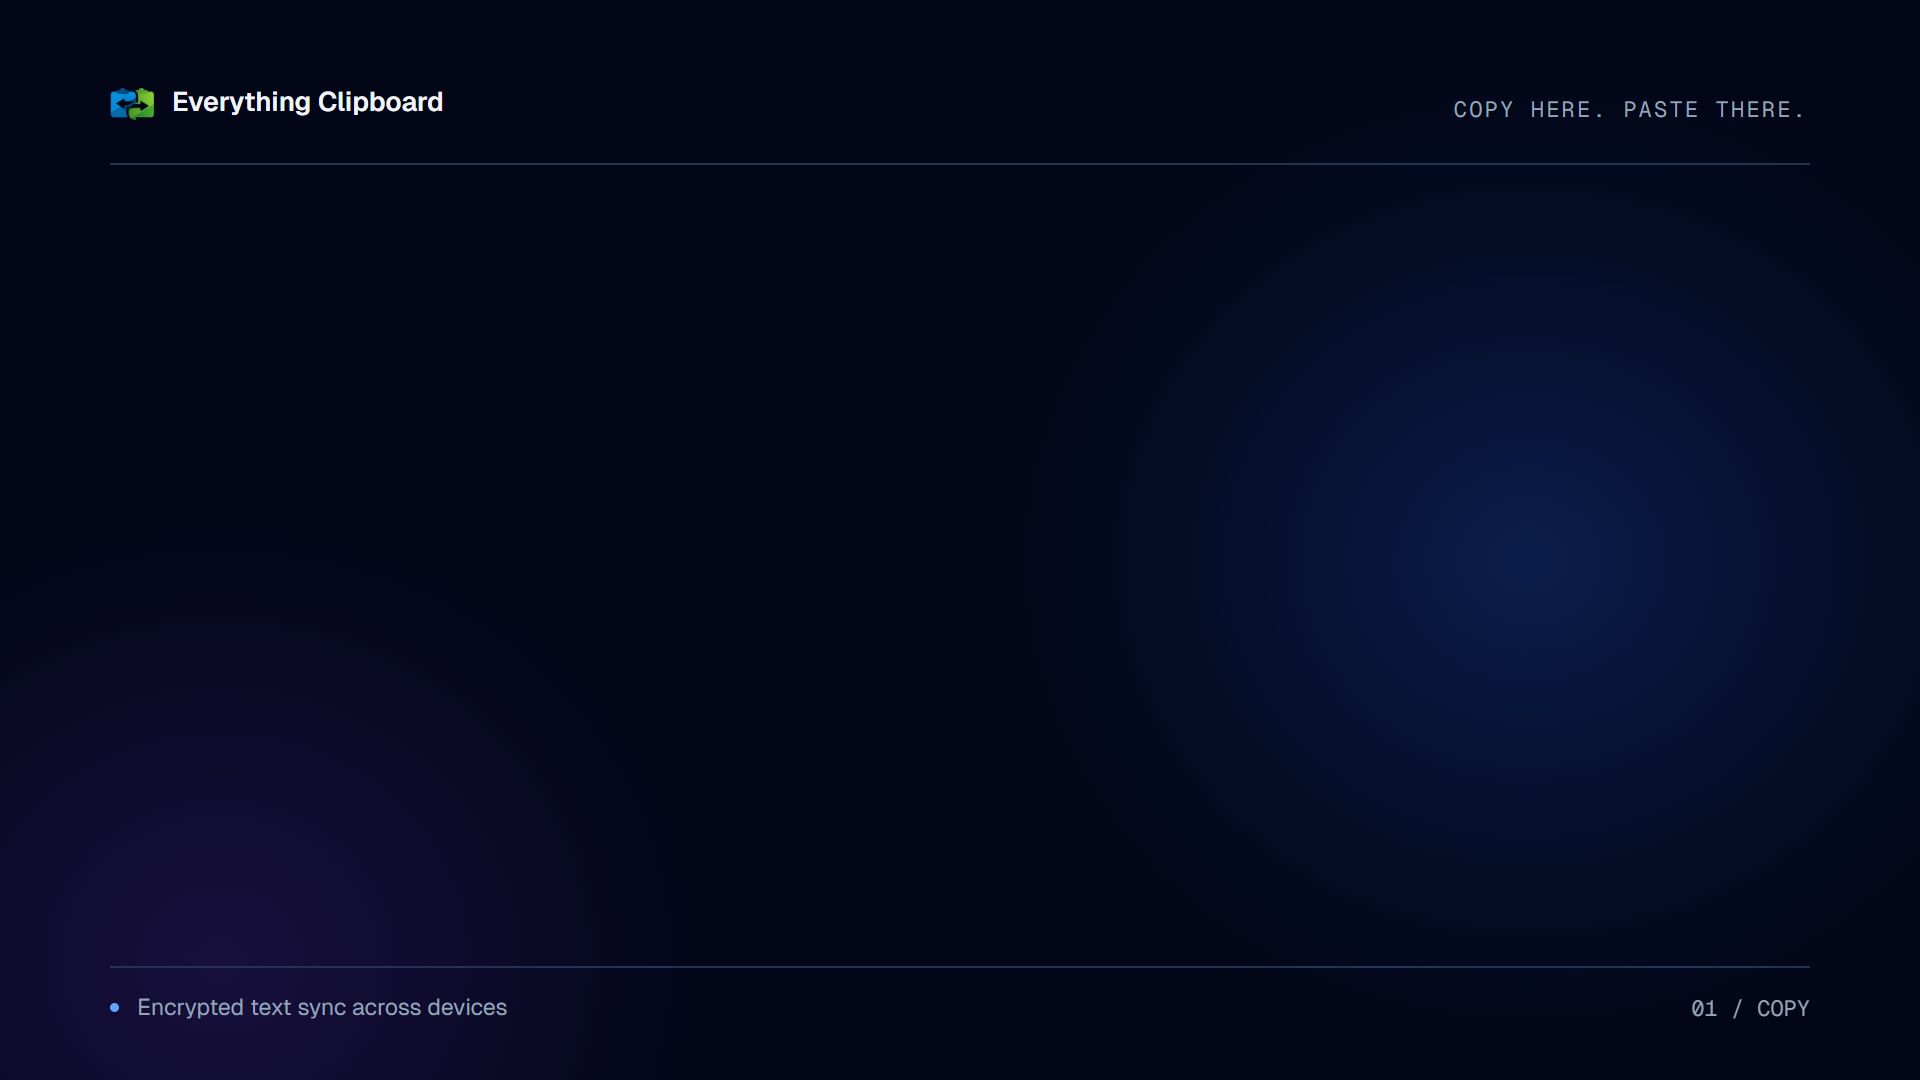 Everything Clipboard
COPY HERE. PASTE THERE.
Encrypted text sync across devices
01 / COPY